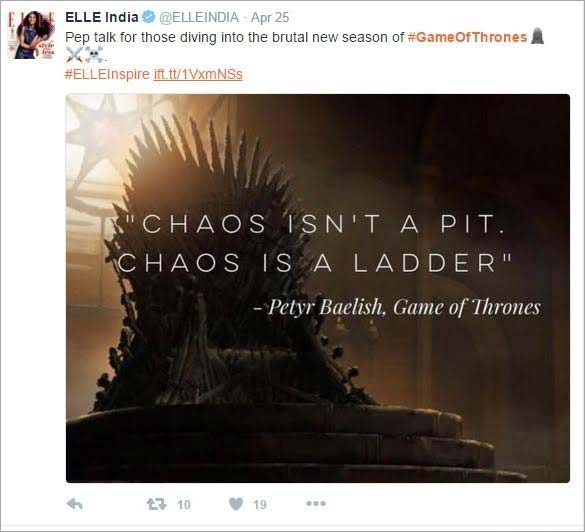 ELLE India @ELLEINDIA · Apr 25
Pep talk for those diving into the brutal new season of #GameOfThrones
#ELLEInspire ift.tt/1VxmNSs
"CHAOS ISN'T A PIT.
CHAOS IS A LADDER"
- Petyr Baelish, Game of Thrones
10 19